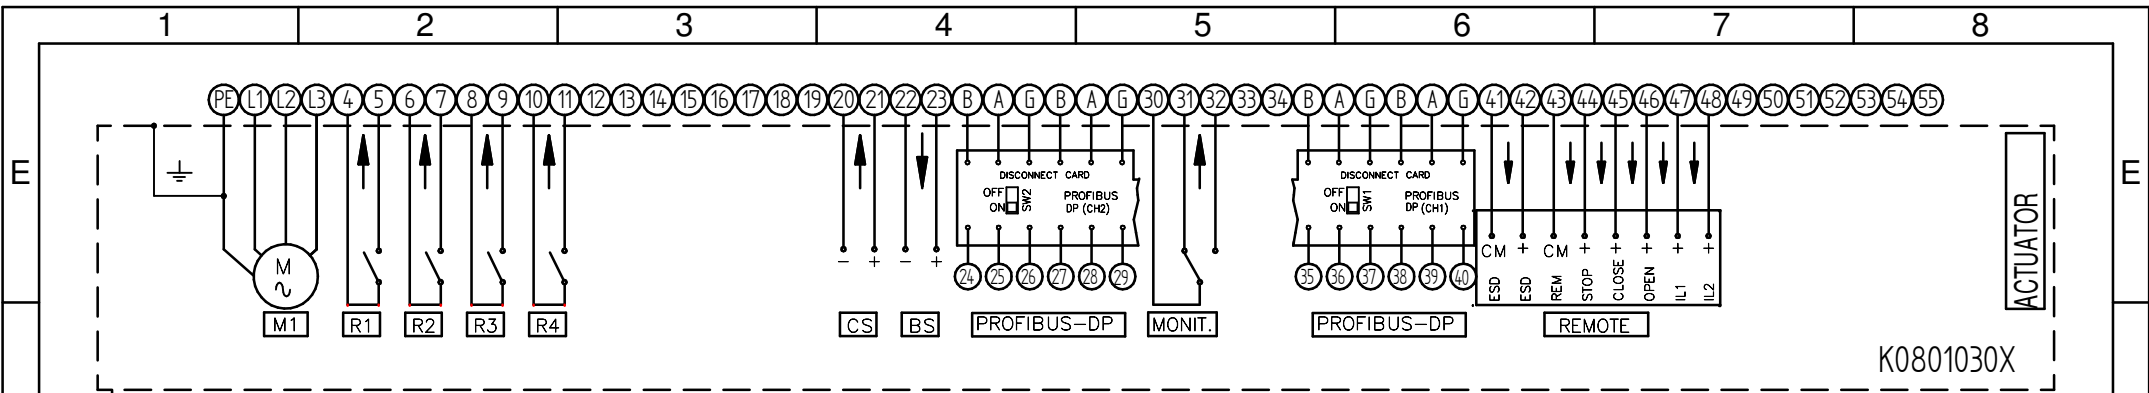 1 2 3 4 5 6 7 8
PE L1 L2 L3 4 5 6 7 8 9 10 11 12 13 14 15 16 17 18 19 20 21 22 23 B A G B A G 30 31 32 33 34 B A G B A G 41 42 43 44 45 46 47 48 49 50 51 52 53 54 55
E
E
DISCONNECT CARD
OFF
ON
SW2
PROFIBUS
DP (CH2)
DISCONNECT CARD
OFF
ON
SW1
PROFIBUS
DP (CH1)
ACTUATOR
M
∿
- + - +
24 25 26 27 28 29
35 36 37 38 39 40
CM + CM + + + + +
ESD ESD REM STOP CLOSE OPEN IL1 IL2
M1 R1 R2 R3 R4 CS BS PROFIBUS-DP MONIT. PROFIBUS-DP REMOTE
K0801030X